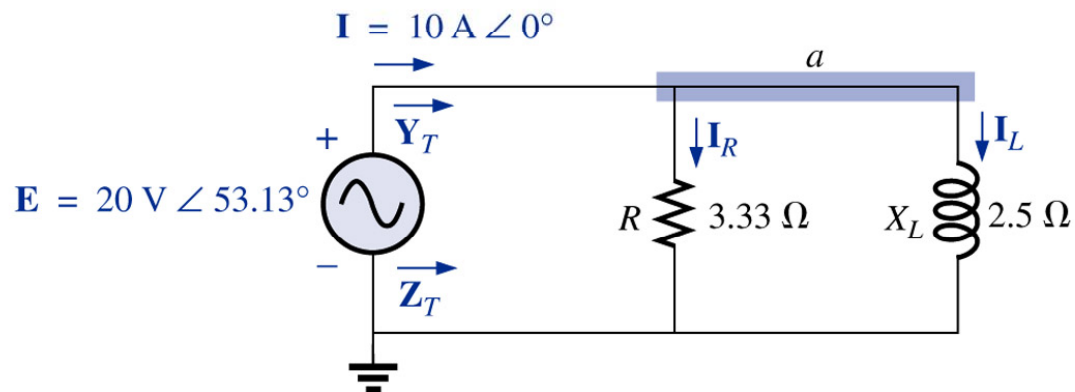 I = 10 A ∠ 0°
a
+
Y_T
I_R
I_L
E = 20 V ∠ 53.13°
R
3.33 Ω
X_L
2.5 Ω
−
Z_T